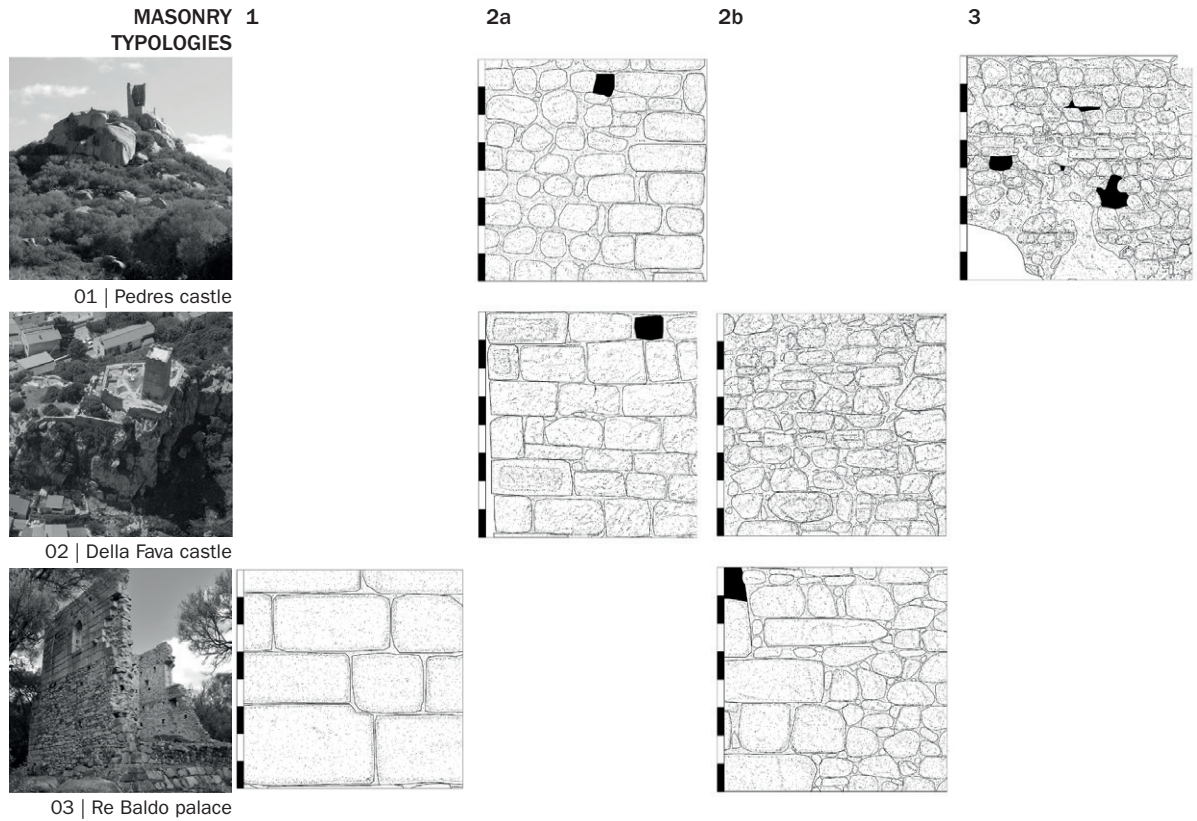 MASONRY TYPOLOGIES
1
2a
2b
3
01 | Pedres castle
02 | Della Fava castle
03 | Re Baldo palace